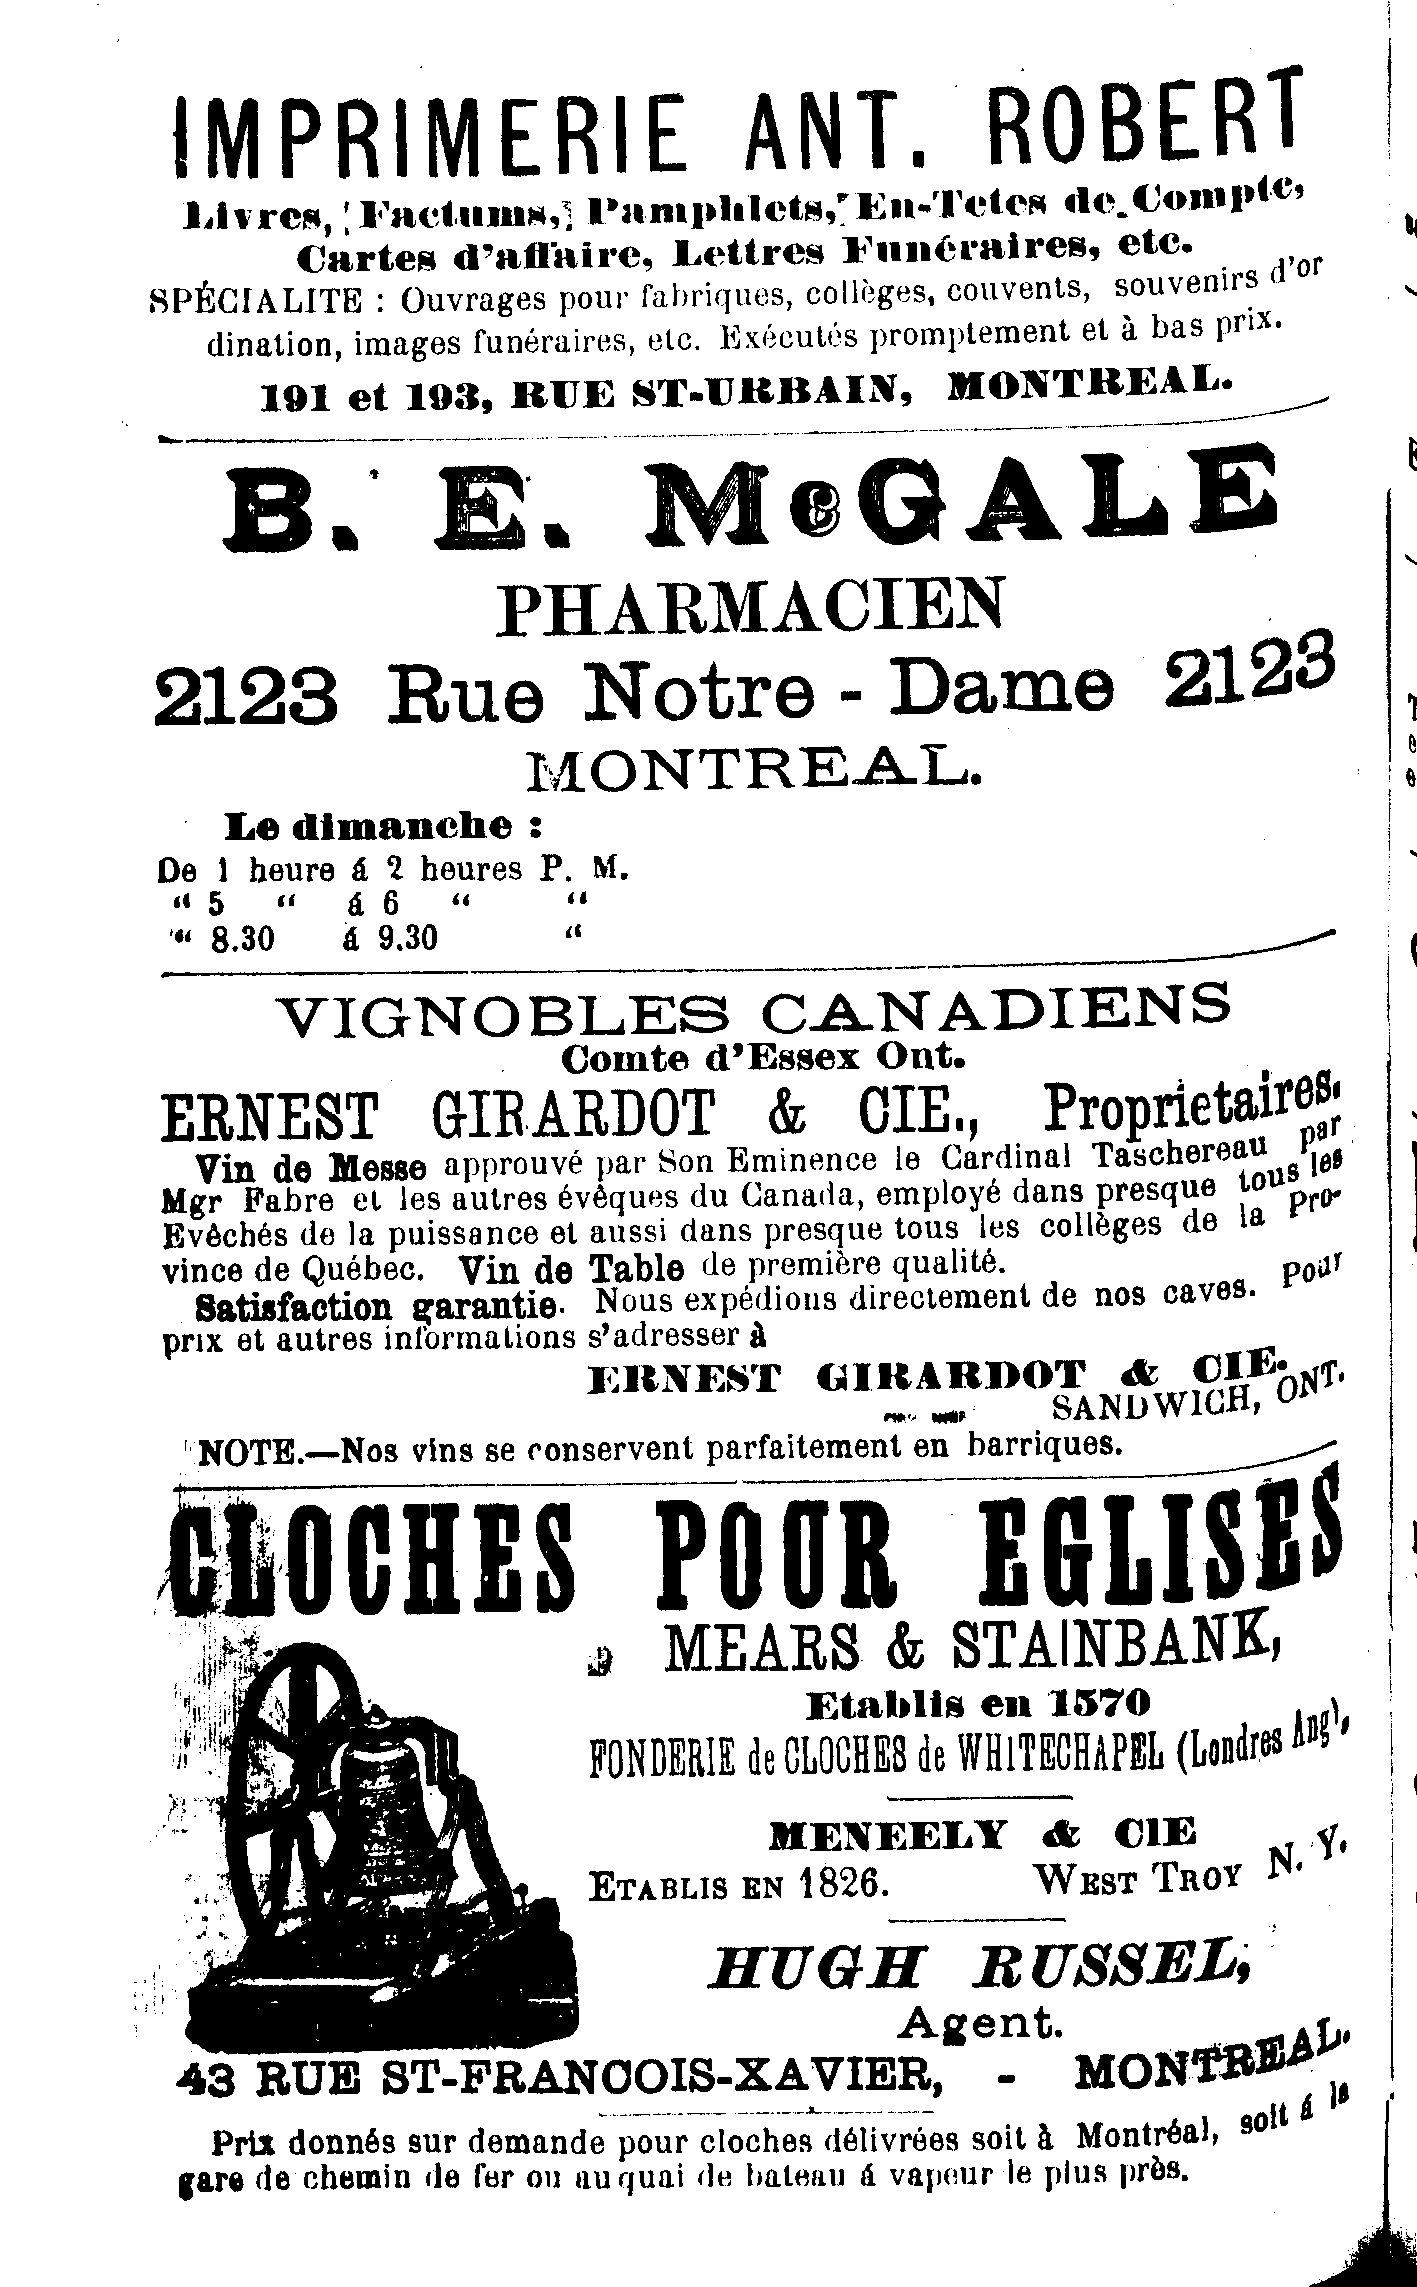 IMPRIMERIE ANT. ROBERT
Livres, Factums, Pamphlets, En-Tetes de Compte,
Cartes d'affaire, Lettres Funéraires, etc.
SPÉCIALITE : Ouvrages pour fabriques, collèges, couvents, souvenirs d'or
dination, images funéraires, etc. Exécutés promptement et à bas prix.
191 et 193, RUE ST-URBAIN, MONTREAL.
B. E. McGALE
PHARMACIEN
2123 Rue Notre - Dame 2123
MONTREAL.
Le dimanche :
De 1 heure á 2 heures P. M.
“ 5 “ á 6 “ “
“ 8.30 á 9.30 “
VIGNOBLES CANADIENS
Comte d'Essex Ont.
ERNEST GIRARDOT & CIE., Proprietaires.
Vin de Messe approuvé par Son Eminence le Cardinal Taschereau par
Mgr Fabre et les autres évêques du Canada, employé dans presque tous les
Evêchés de la puissance et aussi dans presque tous les collèges de la Pro-
vince de Québec. Vin de Table de première qualité.
Satisfaction garantie. Nous expédions directement de nos caves. Pour
prix et autres informations s'adresser à
ERNEST GIRARDOT & CIE.
SANDWICH, ONT.
NOTE.—Nos vins se conservent parfaitement en barriques.
CLOCHES POUR EGLISES
MEARS & STAINBANK,
Etablis en 1570
FONDERIE de CLOCHES de WHITECHAPEL (Londres Ang).
MENEELY & CIE
ETABLIS EN 1826. WEST TROY N. Y.
HUGH RUSSEL,
Agent.
43 RUE ST-FRANCOIS-XAVIER, - MONTREAL.
Prix donnés sur demande pour cloches délivrées soit à Montréal, soit á la
gare de chemin de fer ou au quai de bateau á vapeur le plus près.